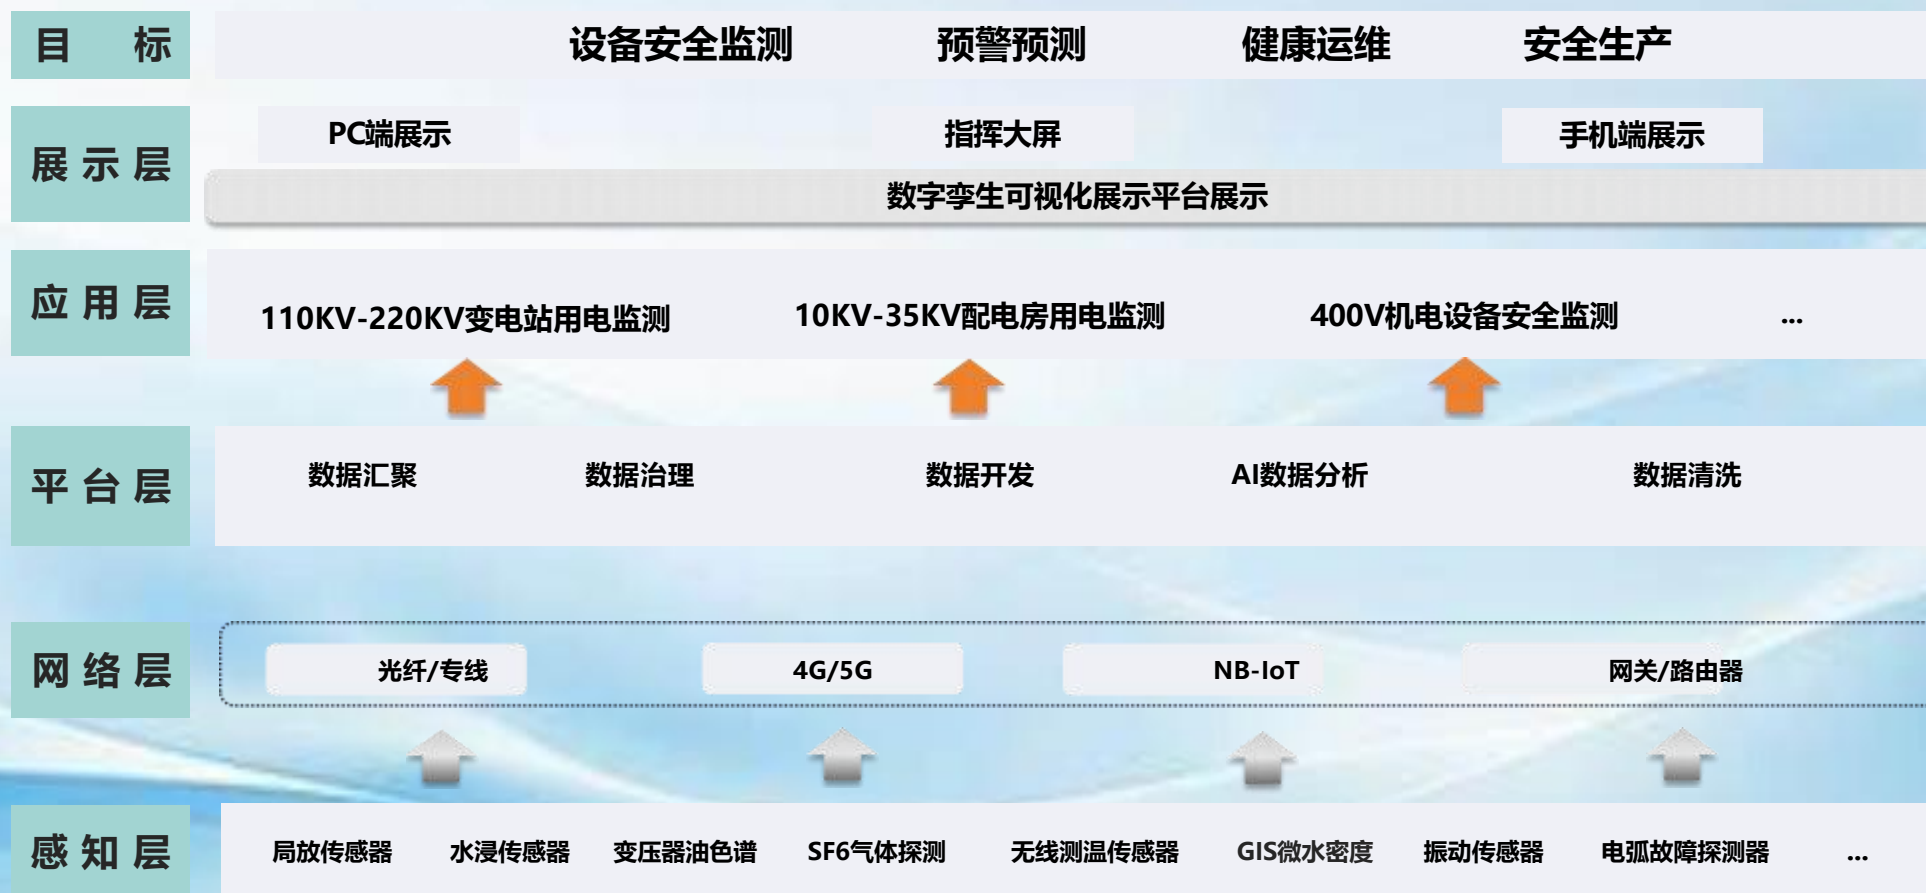 目 标
设备安全监测 预警预测 健康运维 安全生产
展示层
PC端展示 指挥大屏 手机端展示
数字孪生可视化展示平台展示
应用层
110KV-220KV变电站用电监测 10KV-35KV配电房用电监测 400V机电设备安全监测 ...
平台层
数据汇聚 数据治理 数据开发 AI数据分析 数据清洗
网络层
光纤/专线 4G/5G NB-IoT 网关/路由器
感知层
局放传感器 水浸传感器 变压器油色谱 SF6气体探测 无线测温传感器 GIS微水密度 振动传感器 电弧故障探测器 ...